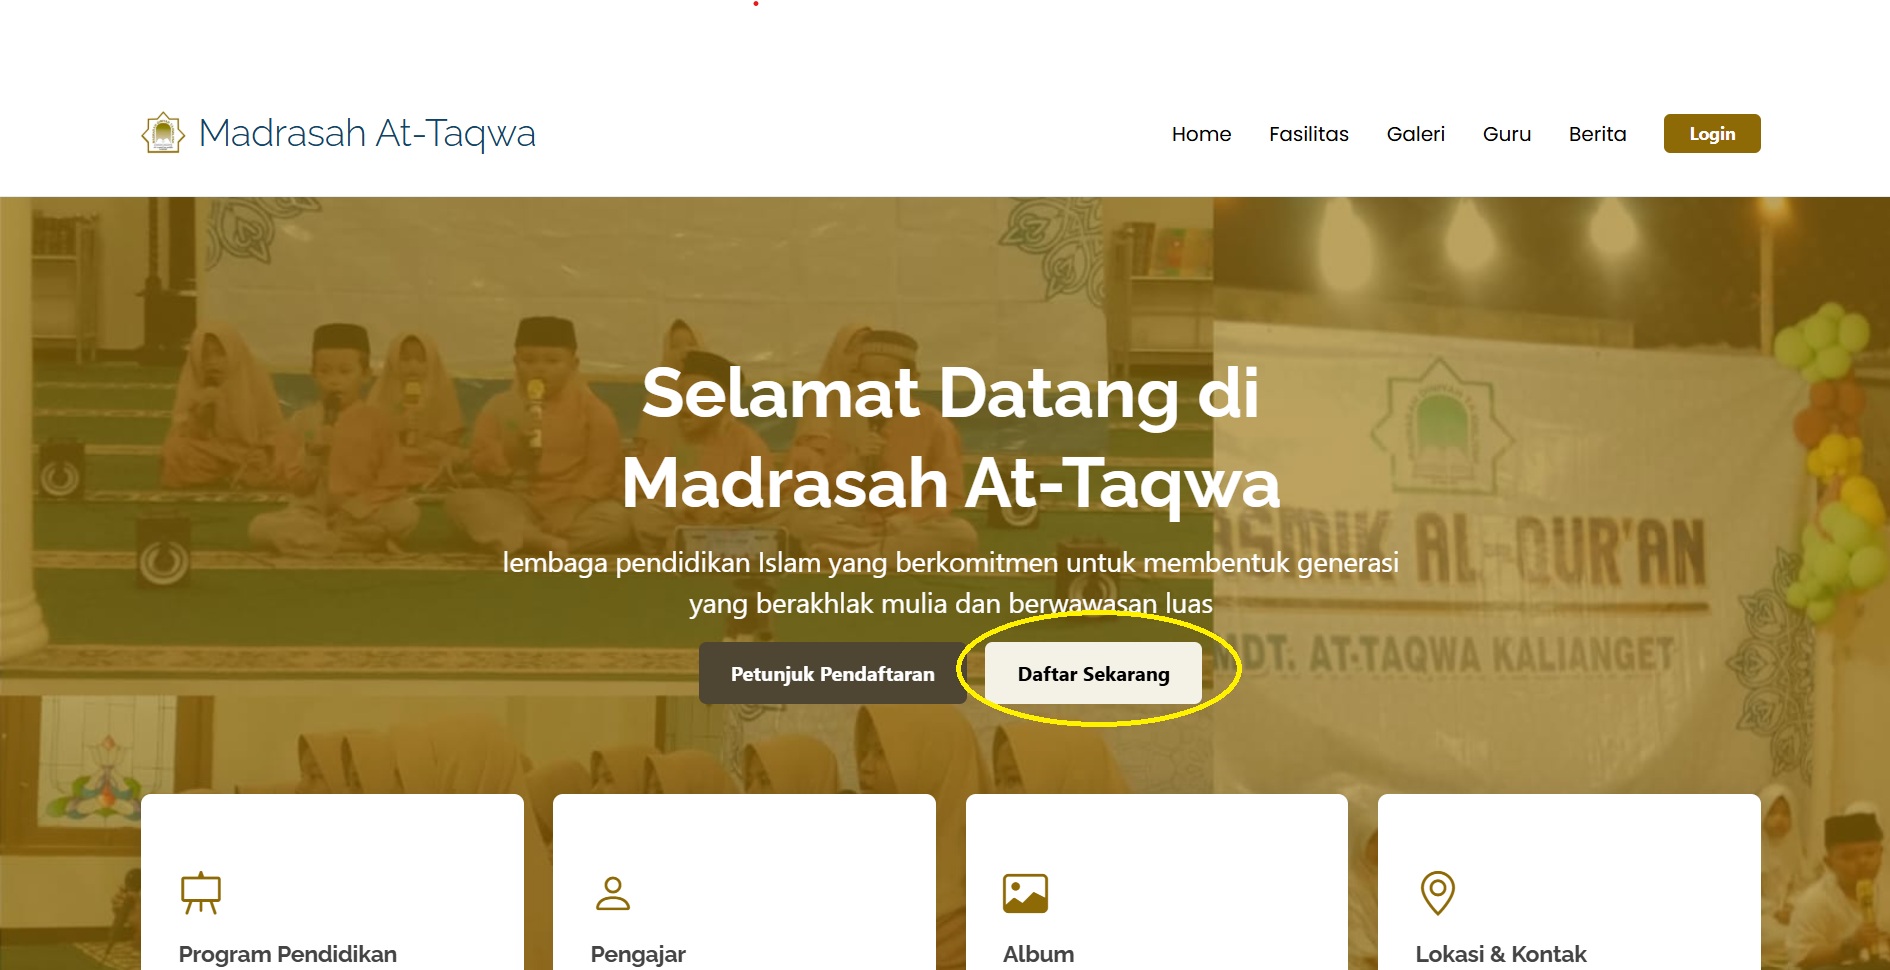 Madrasah At-Taqwa
Home Fasilitas Galeri Guru Berita Login
Selamat Datang di
Madrasah At-Taqwa
lembaga pendidikan Islam yang berkomitmen untuk membentuk generasi
yang berakhlak mulia dan berwawasan luas
Petunjuk Pendaftaran Daftar Sekarang
AL-QUR'AN
MDT. AT-TAQWA KALIANGET
Program Pendidikan Pengajar Album Lokasi & Kontak